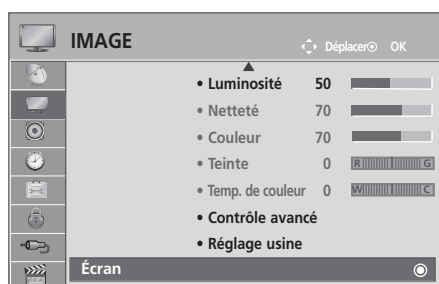 IMAGE
Déplacer OK
• Luminosité 50
• Netteté 70
• Couleur 70
• Teinte 0 R G
• Temp. de couleur 0 W C
• Contrôle avancé
• Réglage usine
Écran